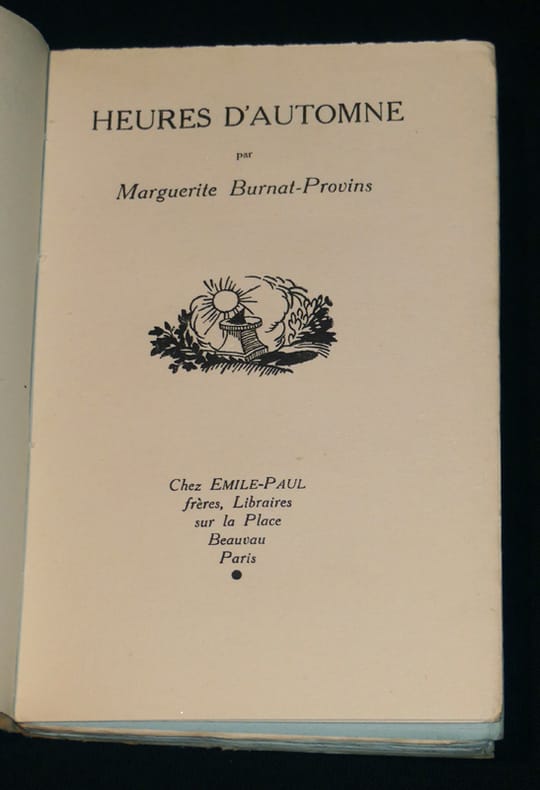 HEURES D'AUTOMNE
par
Marguerite Burnat-Provins
Chez EMILE-PAUL
frères, Libraires
sur la Place
Beauvau
Paris